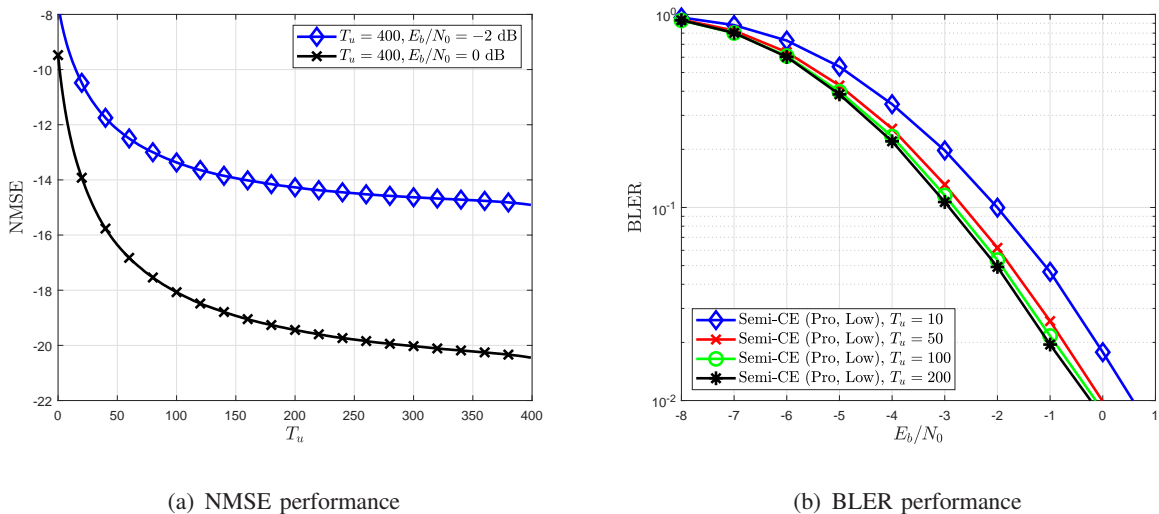 -8
-10
-12
-14
-16
-18
-20
-22
NMSE
0
50
100
150
200
250
300
350
400
T_u
T_u = 400, E_b/N_0 = −2 dB
T_u = 400, E_b/N_0 = 0 dB
(a) NMSE performance
10^0
10^-1
10^-2
BLER
-8
-7
-6
-5
-4
-3
-2
-1
0
1
E_b/N_0
Semi-CE (Pro, Low), T_u = 10
Semi-CE (Pro, Low), T_u = 50
Semi-CE (Pro, Low), T_u = 100
Semi-CE (Pro, Low), T_u = 200
(b) BLER performance